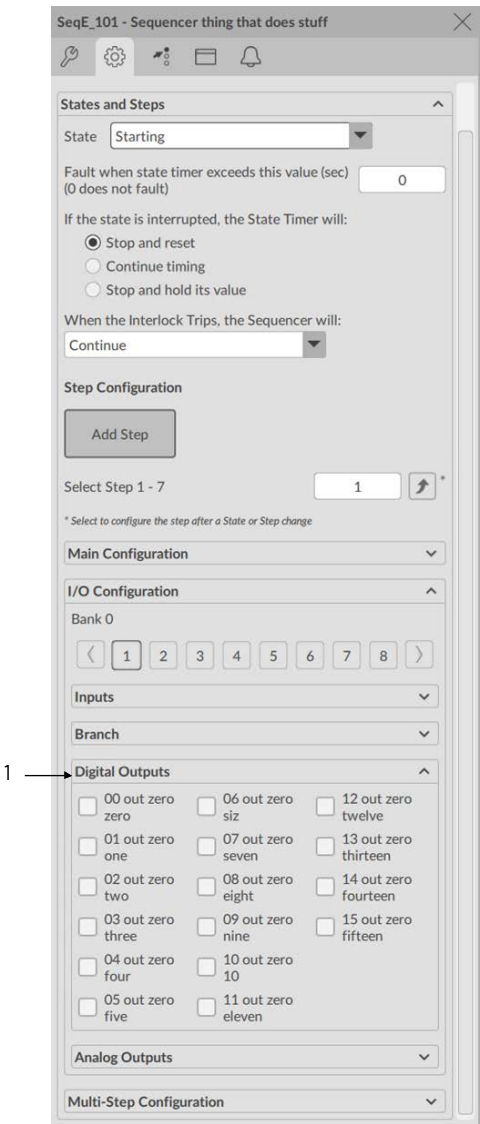 SeqE_101 - Sequencer thing that does stuff
States and Steps
State Starting
Fault when state timer exceeds this value (sec)
(0 does not fault)
0
If the state is interrupted, the State Timer will:
Stop and reset
Continue timing
Stop and hold its value
When the Interlock Trips, the Sequencer will:
Continue
Step Configuration
Add Step
Select Step 1 - 7
1
*
* Select to configure the step after a State or Step change
Main Configuration
I/O Configuration
Bank 0
1 2 3 4 5 6 7 8
Inputs
Branch
1
Digital Outputs
00 out zero
zero
01 out zero
one
02 out zero
two
03 out zero
three
04 out zero
four
05 out zero
five
06 out zero
siz
07 out zero
seven
08 out zero
eight
09 out zero
nine
10 out zero
10
11 out zero
eleven
12 out zero
twelve
13 out zero
thirteen
14 out zero
fourteen
15 out zero
fifteen
Analog Outputs
Multi-Step Configuration